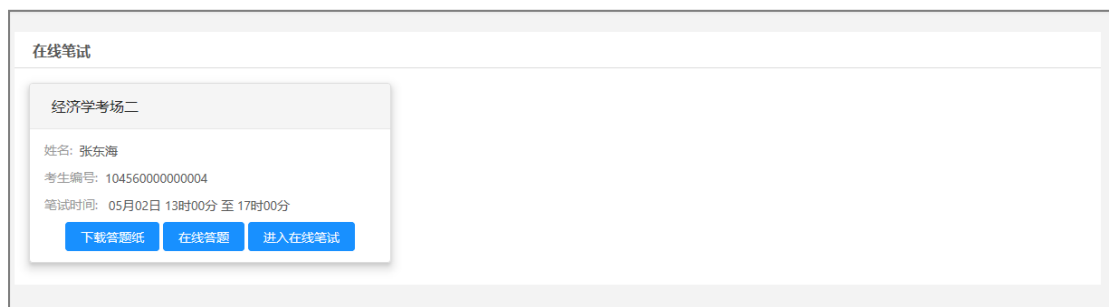 在线笔试
经济学考场二
姓名: 张东海
考生编号: 104560000000004
笔试时间: 05月02日 13时00分 至 17时00分
下载答题纸 在线答题 进入在线笔试